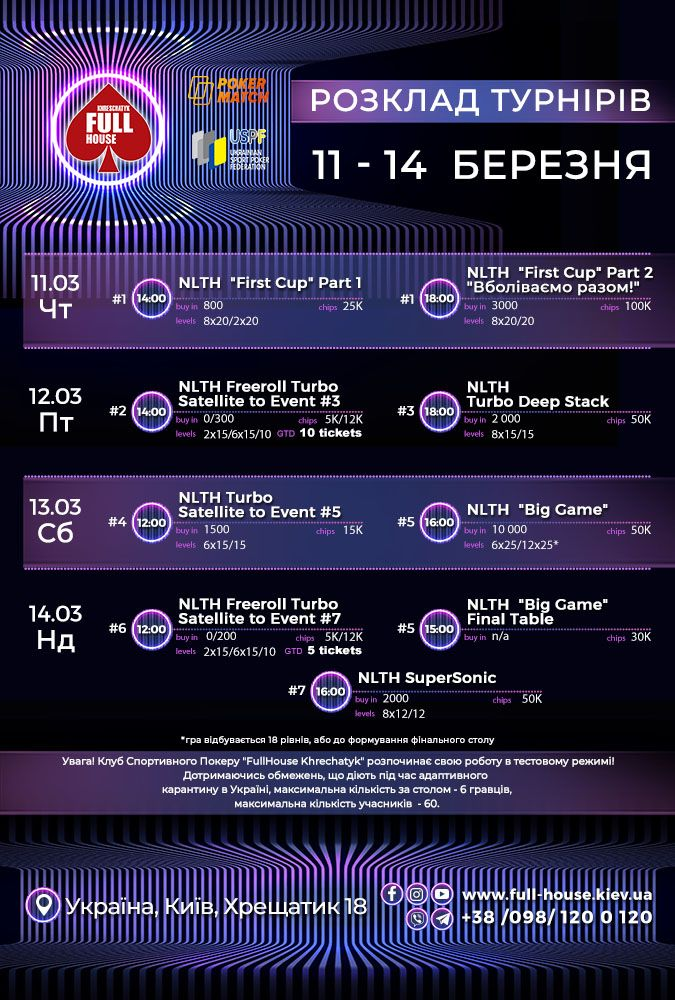 KHRESCHATYK
FULL
HOUSE
POKER
MATCH
USPF
UKRAINIAN
SPORT POKER
FEDERATION
РОЗКЛАД ТУРНІРІВ
11 - 14 БЕРЕЗНЯ
11.03
Чт
#1
14:00
NLTH "First Cup" Part 1
buy in 800
chips 25K
levels 8x20/2x20
#1
18:00
NLTH "First Cup" Part 2
"Вболіваємо разом!"
buy in 3000
chips 100K
levels 8x20/20
12.03
Пт
#2
14:00
NLTH Freeroll Turbo
Satellite to Event #3
buy in 0/300
chips 5K/12K
levels 2x15/6x15/10 GTD 10 tickets
#3
18:00
NLTH
Turbo Deep Stack
buy in 2 000
chips 50K
levels 8x15/15
13.03
Сб
#4
12:00
NLTH Turbo
Satellite to Event #5
buy in 1500
chips 15K
levels 6x15/15
#5
16:00
NLTH "Big Game"
buy in 10 000
chips 50K
levels 6x25/12x25*
14.03
Нд
#6
12:00
NLTH Freeroll Turbo
Satellite to Event #7
buy in 0/200
chips 5K/12K
levels 2x15/6x15/10 GTD 5 tickets
#5
15:00
NLTH "Big Game"
Final Table
buy in n/a
chips 30K
#7
16:00
NLTH SuperSonic
buy in 2000
chips 50K
levels 8x12/12
*гра відбувається 18 рівнів, або до формування фінального столу
Увага! Клуб Спортивного Покеру "FullHouse Khrechatyk" розпочинає свою роботу в тестовому режимі!
Дотримаючись обмежень, що діють під час адаптивного
карантину в Україні, максимальна кількість за столом - 6 гравців,
максимальна кількість учасників - 60.
Україна, Київ, Хрещатик 18
www.full-house.kiev.ua
+38 /098/ 120 0 120